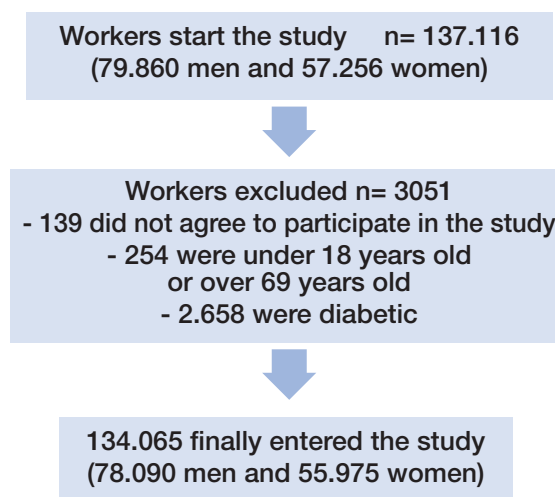 Workers start the study n= 137.116
(79.860 men and 57.256 women)
Workers excluded n= 3051
- 139 did not agree to participate in the study
- 254 were under 18 years old
or over 69 years old
- 2.658 were diabetic
134.065 finally entered the study
(78.090 men and 55.975 women)